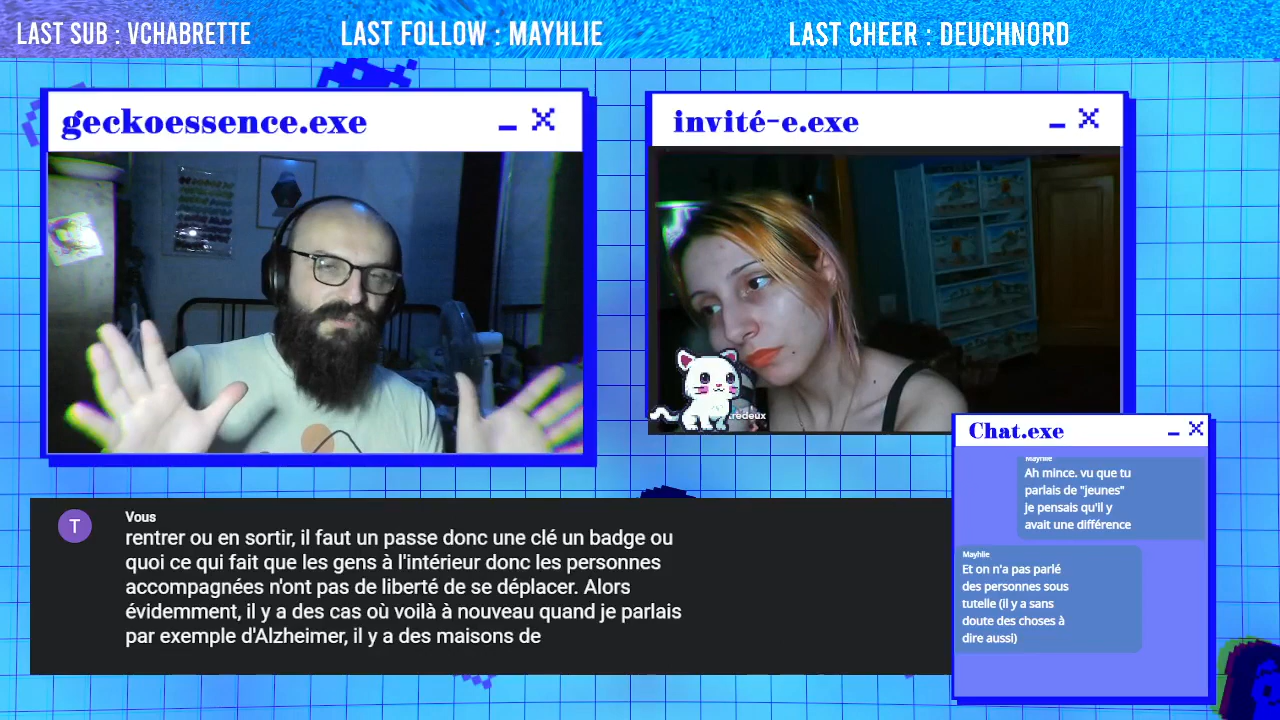 LAST SUB : VCHABRETTE
LAST FOLLOW : MAYHLIE
LAST CHEER : DEUCHNORD
geckoessence.exe
invité-e.exe
redeux
Chat.exe
Mayhlie
Ah mince. vu que tu
parlais de "jeunes"
je pensais qu'il y
avait une différence
Mayhlie
Et on n'a pas parlé
des personnes sous
tutelle (il y a sans
doute des choses à
dire aussi)
T
Vous
rentrer ou en sortir, il faut un passe donc une clé un badge ou
quoi ce qui fait que les gens à l'intérieur donc les personnes
accompagnées n'ont pas de liberté de se déplacer. Alors
évidemment, il y a des cas où voilà à nouveau quand je parlais
par exemple d'Alzheimer, il y a des maisons de